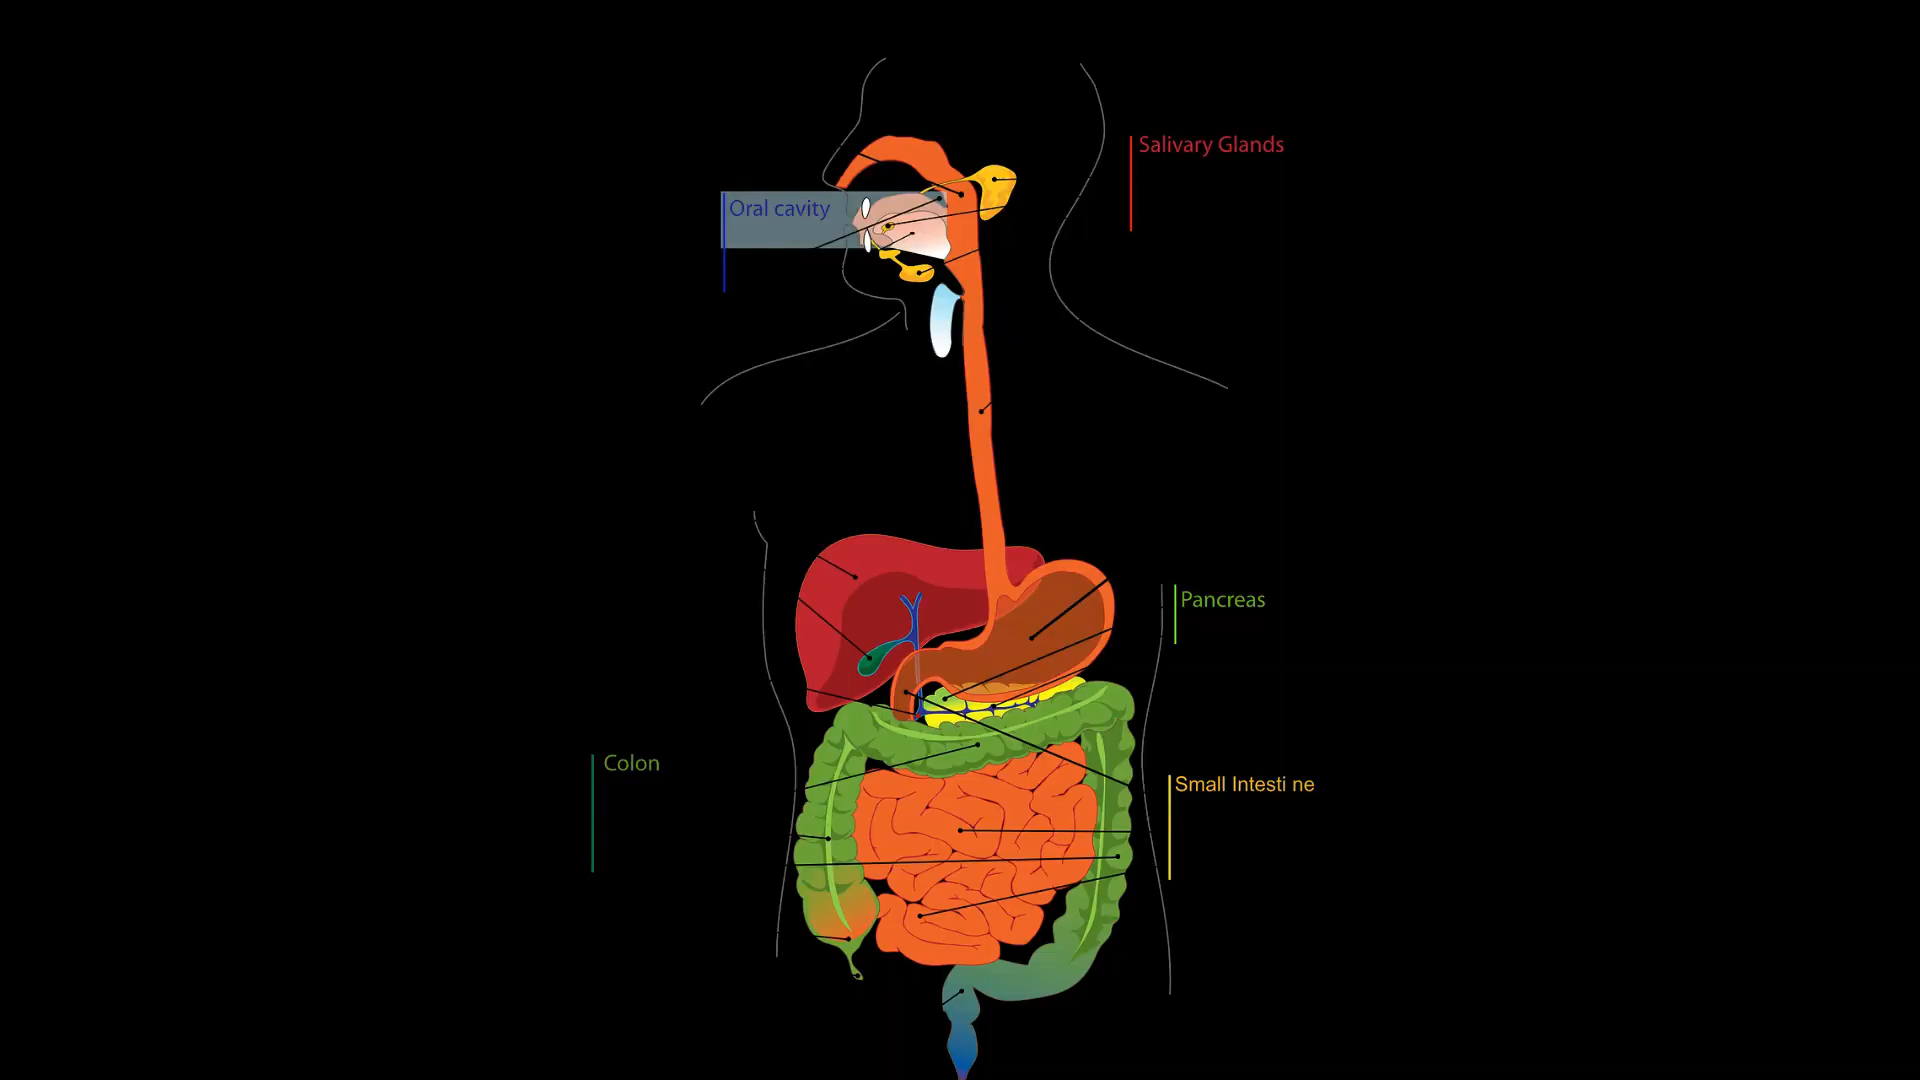 Salivary Glands
Oral cavity
Pancreas
Colon
Small Intesti ne